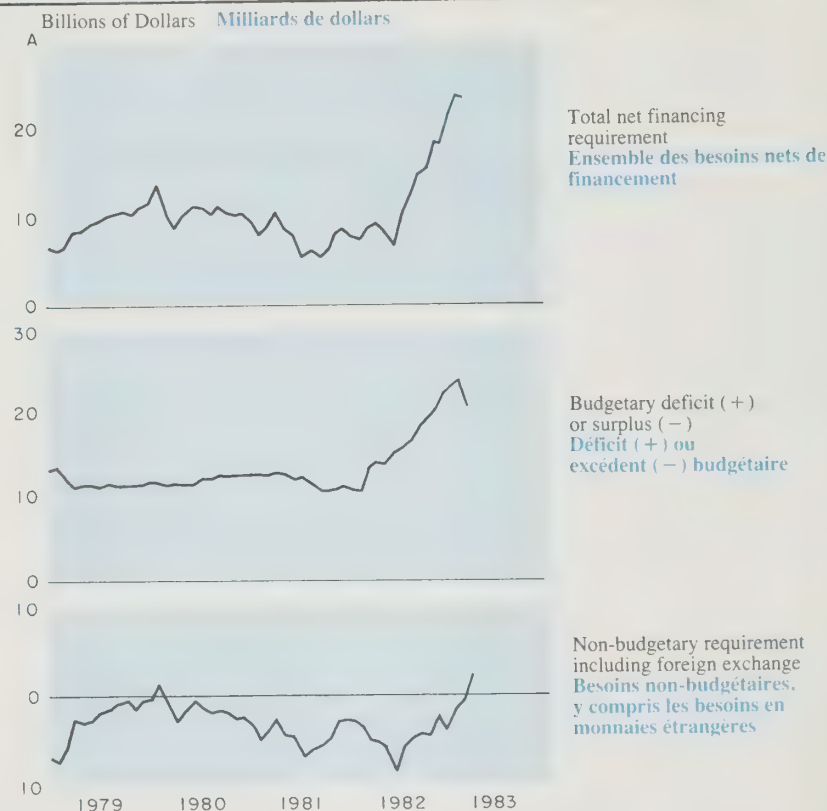 Billions of Dollars Milliards de dollars
A
20
10
0
Total net financing
requirement
Ensemble des besoins nets de
financement
30
20
10
0
Budgetary deficit (+)
or surplus (−)
Déficit (+) ou
excédent (−) budgétaire
10
0
10
Non-budgetary requirement
including foreign exchange
Besoins non-budgétaires,
y compris les besoins en
monnaies étrangères
1979 1980 1981 1982 1983